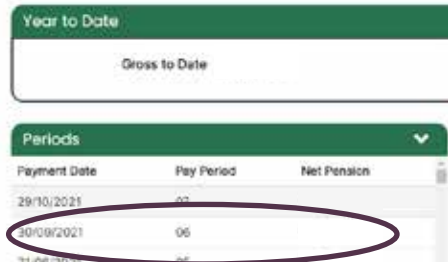 Year to Date
Gross to Date
Periods
Payment Date Pay Period Net Pension
29/10/2021 07
30/09/2021 06